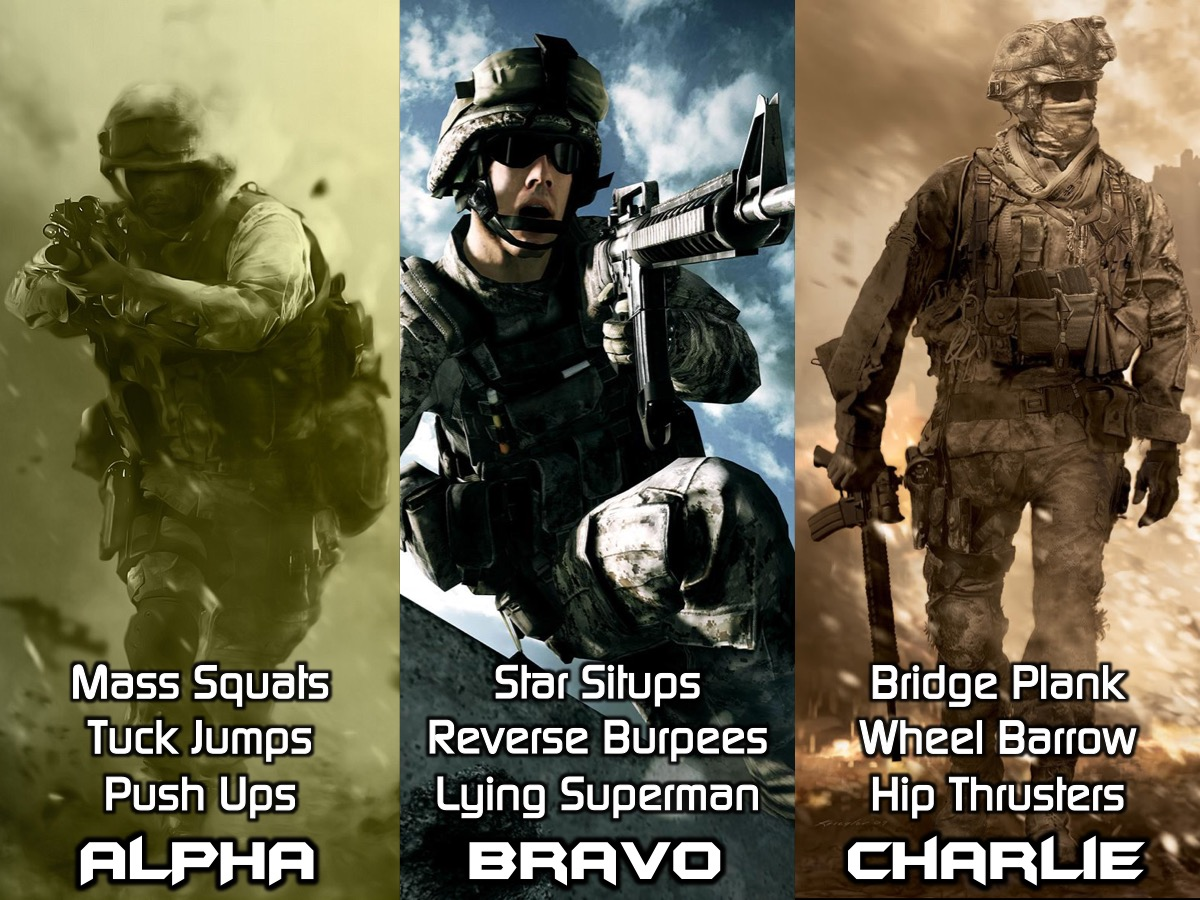 Mass Squats
Tuck Jumps
Push Ups
ALPHA
Star Situps
Reverse Burpees
Lying Superman
BRAVO
Bridge Plank
Wheel Barrow
Hip Thrusters
CHARLIE